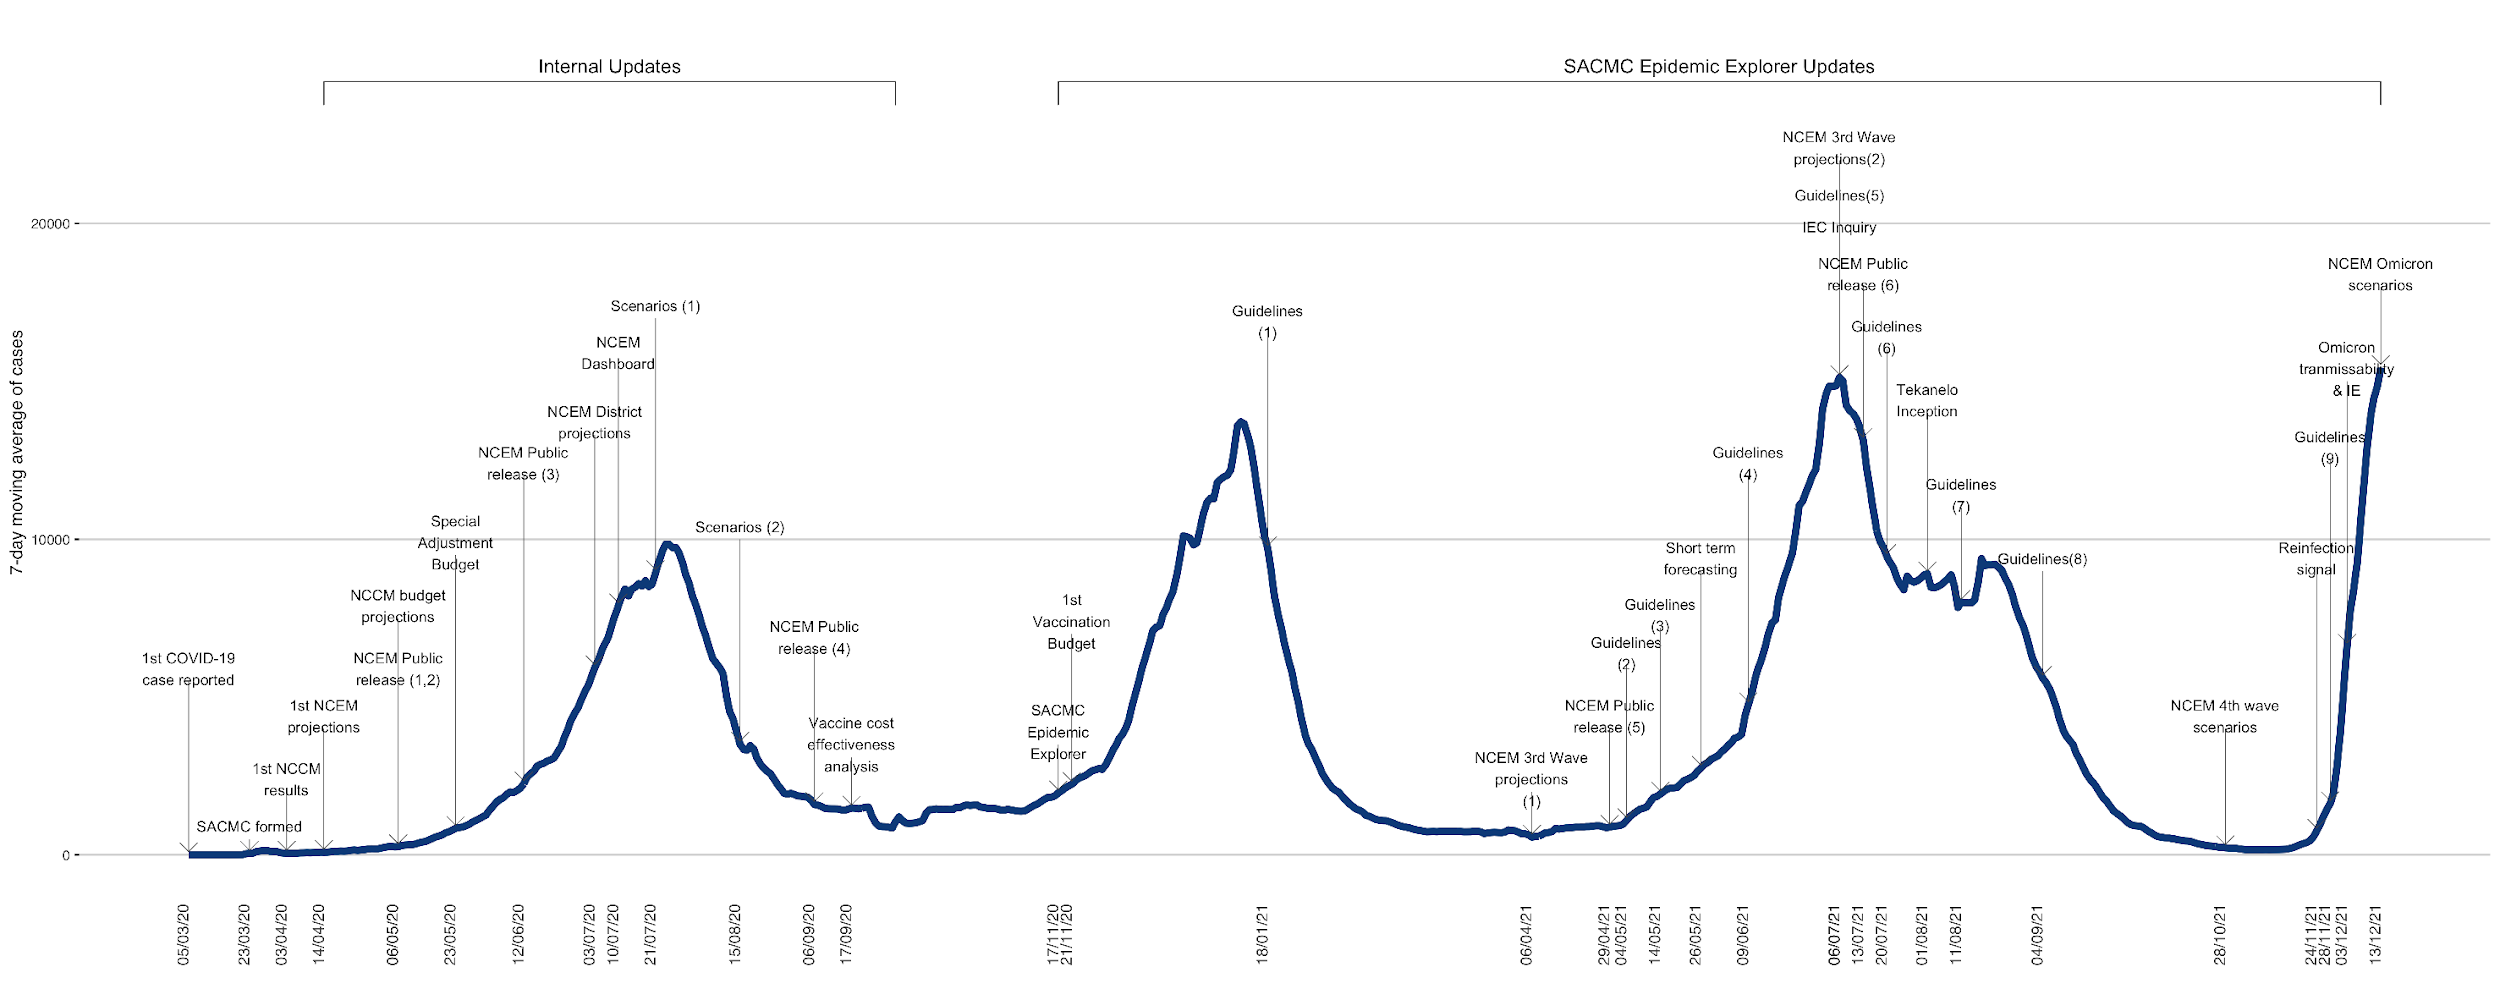 Internal Updates
SACMC Epidemic Explorer Updates
7-day moving average of cases
20000
10000
0
1st COVID-19
case reported
SACMC formed
1st NCCM
results
1st NCEM
projections
NCCM budget
projections
NCEM Public
release (1,2)
Special
Adjustment
Budget
NCEM Public
release (3)
NCEM District
projections
NCEM
Dashboard
Scenarios (1)
Scenarios (2)
NCEM Public
release (4)
Vaccine cost
effectiveness
analysis
SACMC
Epidemic
Explorer
1st
Vaccination
Budget
Guidelines
(1)
NCEM 3rd Wave
projections
(1)
NCEM Public
release (5)
Guidelines
(2)
Guidelines
(3)
Short term
forecasting
Guidelines
(4)
NCEM 3rd Wave
projections(2)
Guidelines(5)
IEC Inquiry
NCEM Public
release (6)
Guidelines
(6)
Tekanelo
Inception
Guidelines
(7)
Guidelines(8)
NCEM 4th wave
scenarios
Reinfection
signal
Guidelines
(9)
Omicron
tranmissability
& IE
NCEM Omicron
scenarios
05/03/20
23/03/20
03/04/20
14/04/20
06/05/20
23/05/20
12/06/20
03/07/20
10/07/20
21/07/20
15/08/20
06/09/20
17/09/20
17/11/20
21/11/20
18/01/21
06/04/21
29/04/21
04/05/21
14/05/21
26/05/21
09/06/21
06/07/21
13/07/21
20/07/21
01/08/21
11/08/21
04/09/21
28/10/21
24/11/21
28/11/21
03/12/21
13/12/21